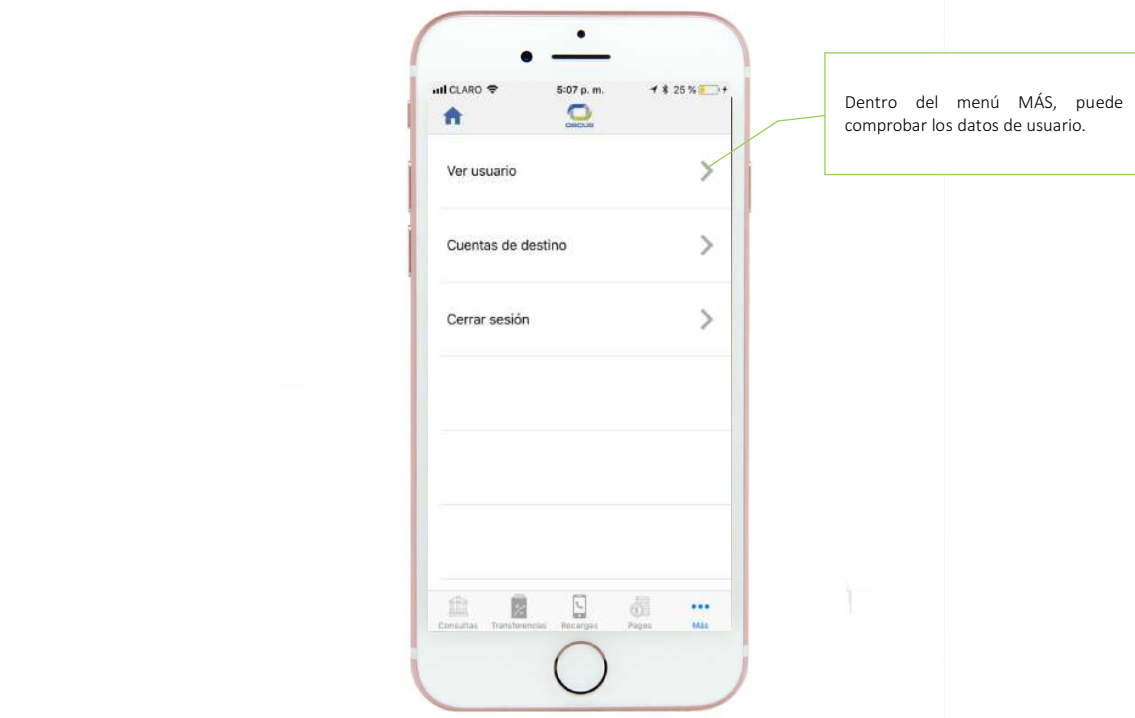 CLARO 5:07 p. m. 25 %
OSCUS
Ver usuario
Cuentas de destino
Cerrar sesión
Consultas Transferencias Recargas Pagos Más
Dentro del menú MÁS, puede
comprobar los datos de usuario.